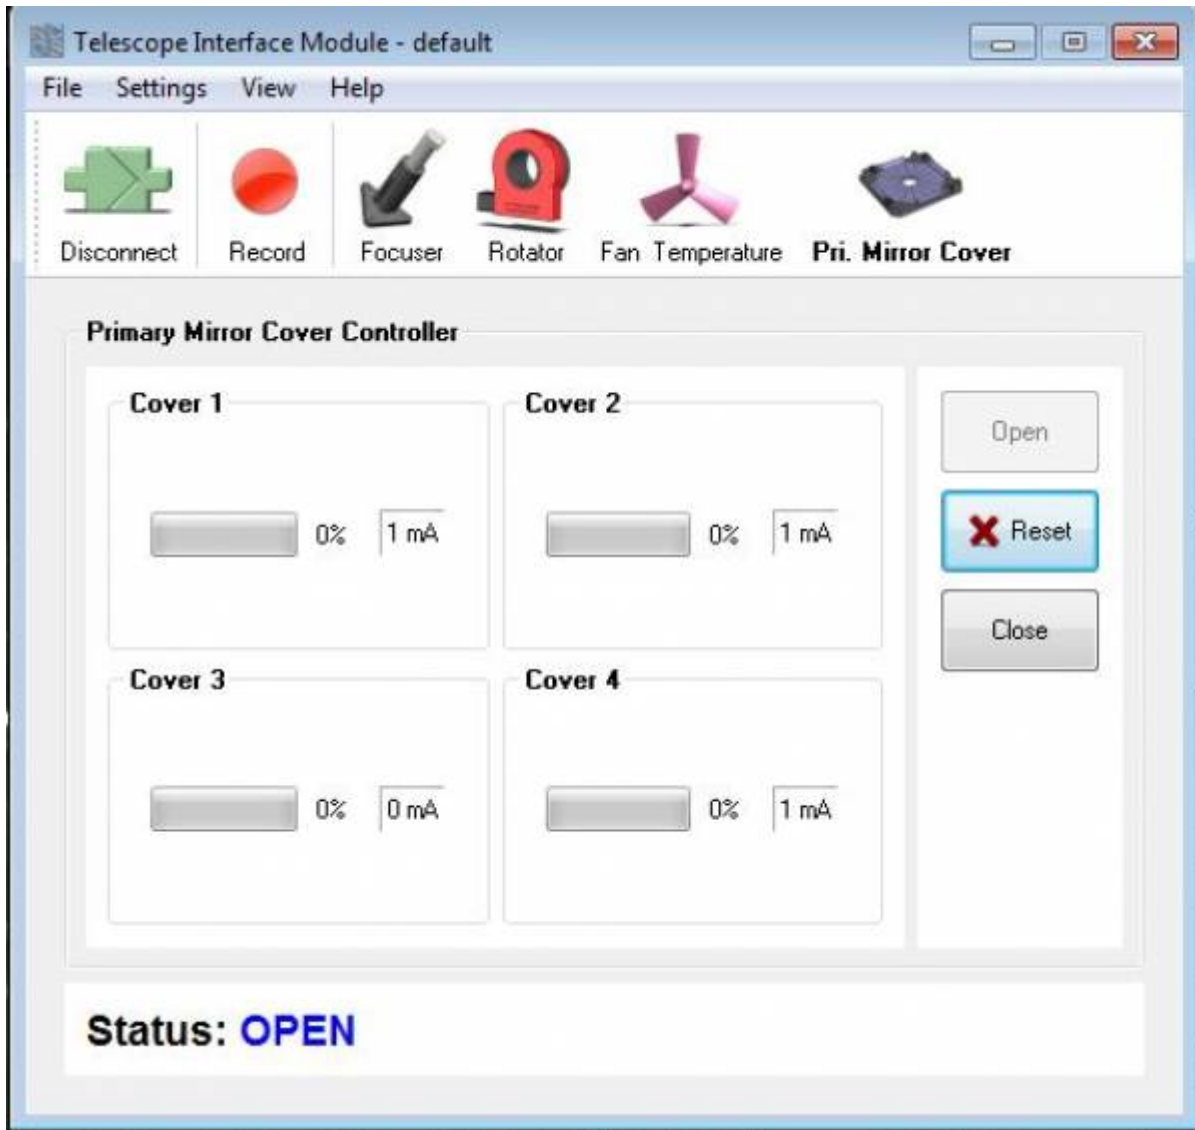 Telescope Interface Module - default
File Settings View Help
Disconnect Record Focuser Rotator Fan Temperature Pri. Mirror Cover
Primary Mirror Cover Controller
Cover 1
0% 1 mA
Cover 2
0% 1 mA
Cover 3
0% 0 mA
Cover 4
0% 1 mA
Open
Reset
Close
Status: OPEN